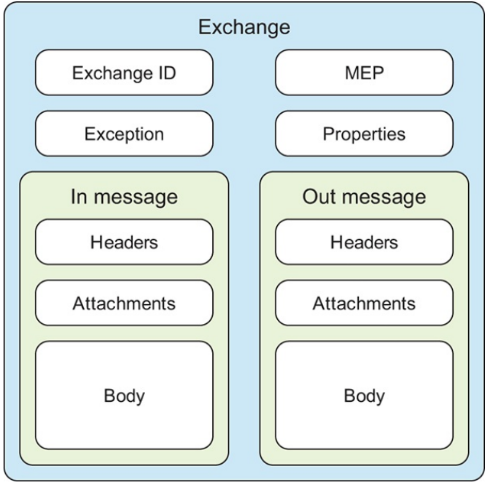 Exchange
Exchange ID
MEP
Exception
Properties
In message
Out message
Headers
Headers
Attachments
Attachments
Body
Body